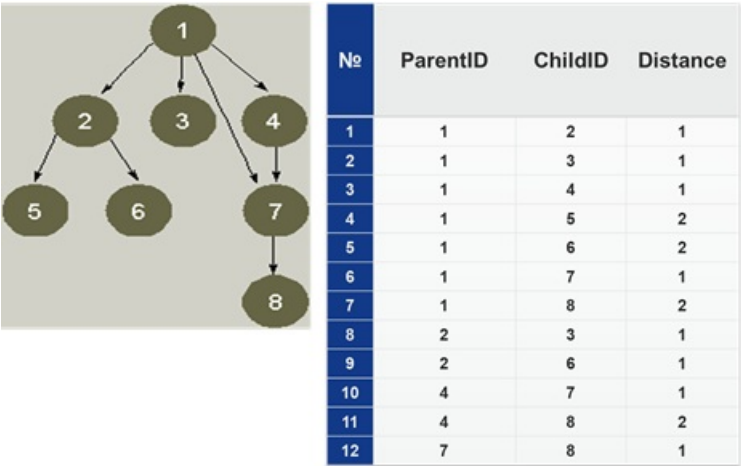 1
2 3 4
5 6 7
8
№ ParentID ChildID Distance
1 1 2 1
2 1 3 1
3 1 4 1
4 1 5 2
5 1 6 2
6 1 7 1
7 1 8 2
8 2 3 1
9 2 6 1
10 4 7 1
11 4 8 2
12 7 8 1